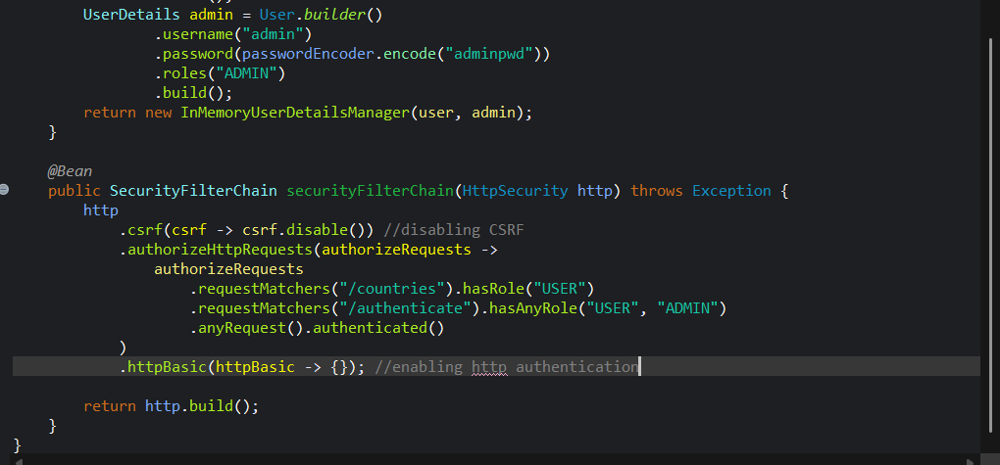 UserDetails admin = User.builder()
.username("admin")
.password(passwordEncoder.encode("adminpwd"))
.roles("ADMIN")
.build();
return new InMemoryUserDetailsManager(user, admin);
}
@Bean
public SecurityFilterChain securityFilterChain(HttpSecurity http) throws Exception {
http
.csrf(csrf -> csrf.disable()) //disabling CSRF
.authorizeHttpRequests(authorizeRequests ->
authorizeRequests
.requestMatchers("/countries").hasRole("USER")
.requestMatchers("/authenticate").hasAnyRole("USER", "ADMIN")
.anyRequest().authenticated()
)
.httpBasic(httpBasic -> {}); //enabling http authentication
return http.build();
}
}